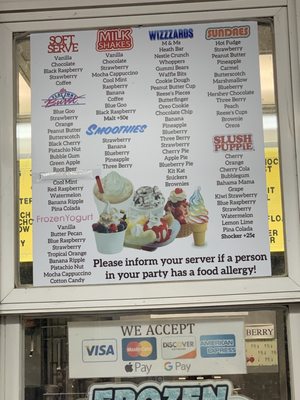 SOFT
SERVE
Vanilla
Chocolate
Black Raspberry
Strawberry
Coffee
FLAVOR
Burst
Blue Goo
Strawberry
Orange
Peanut Butter
Butterscotch
Black Cherry
Pistachio Nut
Bubble Gum
Green Apple
Root Beer
Cool Mint
Red Raspberry
Watermelon
Banana Ripple
Pina Colada
Frozen Yogurt
Vanilla
Butter Pecan
Blue Raspberry
Strawberry
Tropical Orange
Banana Ripple
Pistachio Nut
Mocha Cappuccino
Cotton Candy
MILK
SHAKES
Vanilla
Chocolate
Strawberry
Mocha Cappuccino
Cool Mint
Raspberry
Banana
Coffee
Blue Goo
Black Raspberry
Malt +50¢
Smoothies
Strawberry
Banana
Blueberry
Pineapple
Three Berry
WIZZZARDS
M & Ms
Heath Bar
Nestle Crunch
Whoppers
Gummi Bears
Waffle Bits
Cookie Dough
Peanut Butter Cup
Reese's Pieces
Butterfinger
Oreo Cookie
Chocolate Chip
Banana
Pineapple
Blueberry
Three Berry
Strawberry
Cherry Pie
Apple Pie
Blueberry Pie
Kit Kat
Snickers
Brownies
SUNDAES
Hot Fudge
Strawberry
Peanut Butter
Pineapple
Carmel
Butterscotch
Marshmallow
Blueberry
Hershey Chocolate
Three Berry
Peach
Reese's Cups
Brownie
Oreos
SLUSH
PUPPIE
Cherry
Orange
Cherry Cola
Bubblegum
Bahama Mama
Grape
Kiwi Strawberry
Blue Raspberry
Strawberry
Watermelon
Lemon Lime
Pina Colada
Shocker +25¢
Please inform your server if a person
in your party has a food allergy!
WE ACCEPT
VISA
MasterCard
DISCOVER
AMERICAN
EXPRESS
Pay
G Pay
BERRY
FROZEN